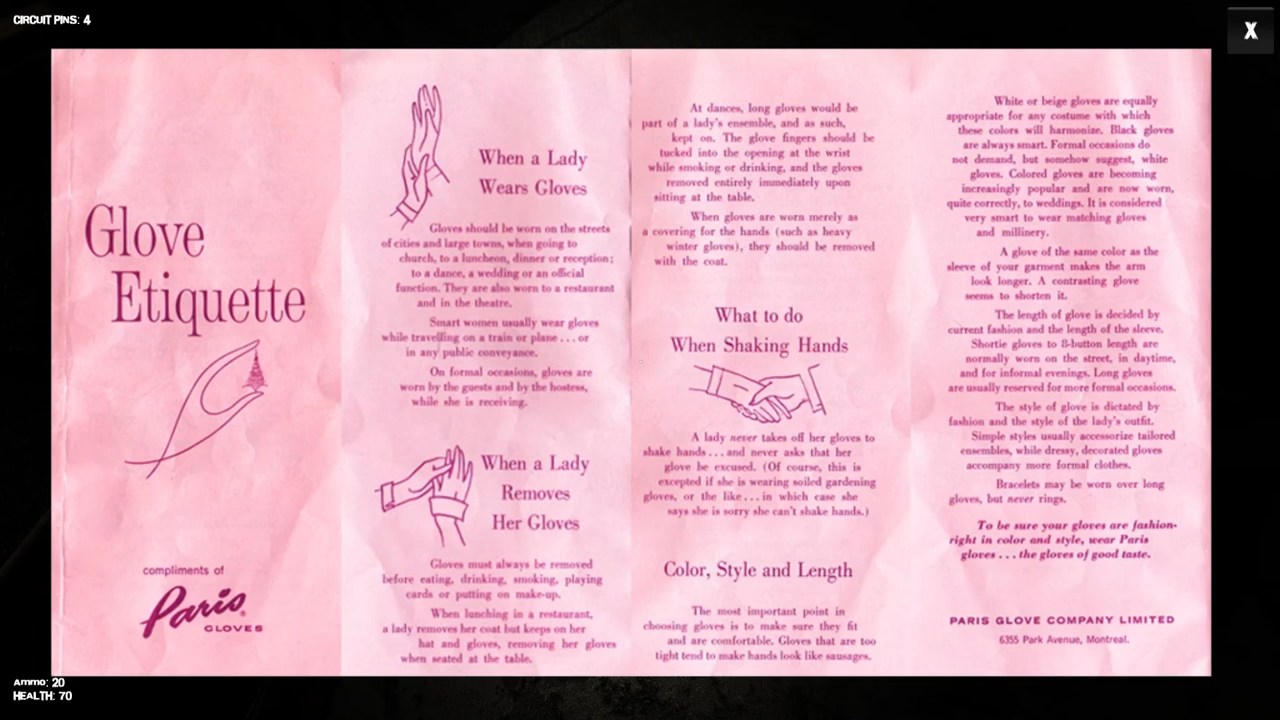 CIRCUIT PINS: 4
X
Glove
Etiquette
compliments of
Paris
GLOVES
When a Lady
Wears Gloves
Gloves should be worn on the streets
of cities and large towns, when going to
church, to a luncheon, dinner or reception;
to a dance, a wedding or an official
function. They are also worn to a restaurant
and in the theatre.
Smart women usually wear gloves
while travelling on a train or plane . . . or
in any public conveyance.
On formal occasions, gloves are
worn by the guests and by the hostess,
while she is receiving.
When a Lady
Removes
Her Gloves
Gloves must always be removed
before eating, drinking, smoking, playing
cards or putting on make-up.
When lunching in a restaurant,
a lady removes her coat but keeps on her
hat and gloves, removing her gloves
when seated at the table.
At dances, long gloves would be
part of a lady's ensemble, and as such,
kept on. The glove fingers should be
tucked into the opening at the wrist
while smoking or drinking, and the gloves
removed entirely immediately upon
sitting at the table.
When gloves are worn merely as
a covering for the hands (such as heavy
winter gloves), they should be removed
with the coat.
What to do
When Shaking Hands
A lady never takes off her gloves to
shake hands . . . and never asks that her
glove be excused. (Of course, this is
excepted if she is wearing soiled gardening
gloves, or the like . . . in which case she
says she is sorry she can't shake hands.)
Color, Style and Length
The most important point in
choosing gloves is to make sure they fit
and are comfortable. Gloves that are too
tight tend to make hands look like sausages.
White or beige gloves are equally
appropriate for any costume with which
these colors will harmonize. Black gloves
are always smart. Formal occasions do
not demand, but somehow suggest, white
gloves. Colored gloves are becoming
increasingly popular and are now worn,
quite correctly, to weddings. It is considered
very smart to wear matching gloves
and millinery.
A glove of the same color as the
sleeve of your garment makes the arm
look longer. A contrasting glove
seems to shorten it.
The length of glove is decided by
current fashion and the length of the sleeve.
Shortie gloves to 8-button length are
normally worn on the street, in daytime,
and for informal evenings. Long gloves
are usually reserved for more formal occasions.
The style of glove is dictated by
fashion and the style of the lady's outfit.
Simple styles usually accessorize tailored
ensembles, while dressy, decorated gloves
accompany more formal clothes.
Bracelets may be worn over long
gloves, but never rings.
To be sure your gloves are fashion-
right in color and style, wear Paris
gloves . . . the gloves of good taste.
PARIS GLOVE COMPANY LIMITED
6355 Park Avenue, Montreal.
Ammo: 20
HEALTH: 70